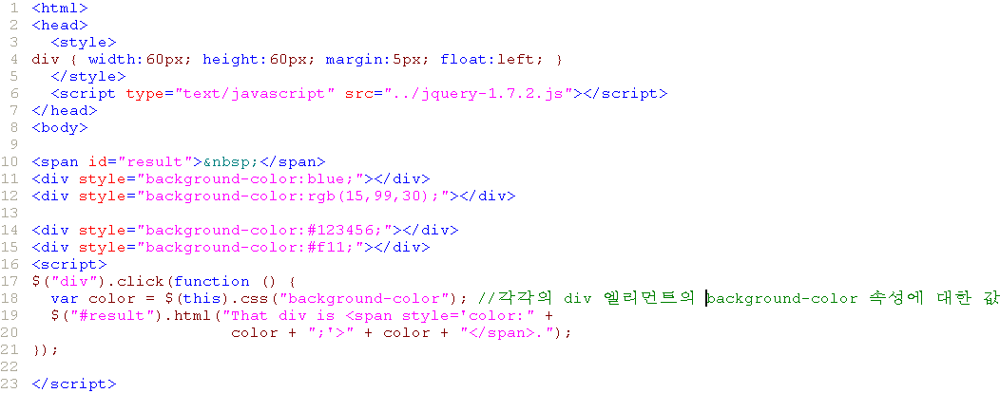 1 <html>
2 <head>
3   <style>
4 div { width:60px; height:60px; margin:5px; float:left; }
5   </style>
6   <script type="text/javascript" src="../jquery-1.7.2.js"></script>
7 </head>
8 <body>
9
10 <span id="result">&nbsp;</span>
11 <div style="background-color:blue;"></div>
12 <div style="background-color:rgb(15,99,30);"></div>
13
14 <div style="background-color:#123456;"></div>
15 <div style="background-color:#f11;"></div>
16 <script>
17 $("div").click(function () {
18   var color = $(this).css("background-color"); //각각의 div 엘리먼트의 background-color 속성에 대한 값
19   $("#result").html("That div is <span style='color:" +
20                      color + ";'>" + color + "</span>.");
21 });
22
23 </script>